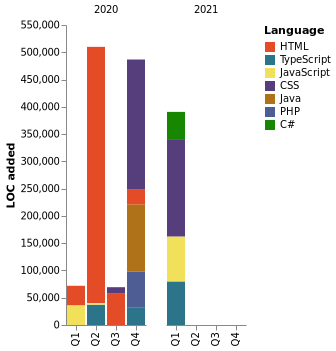 2020
2021
LOC added
550,000
500,000
450,000
400,000
350,000
300,000
250,000
200,000
150,000
100,000
50,000
0
Q1
Q2
Q3
Q4
Q1
Q2
Q3
Q4
Language
HTML
TypeScript
JavaScript
CSS
Java
PHP
C#